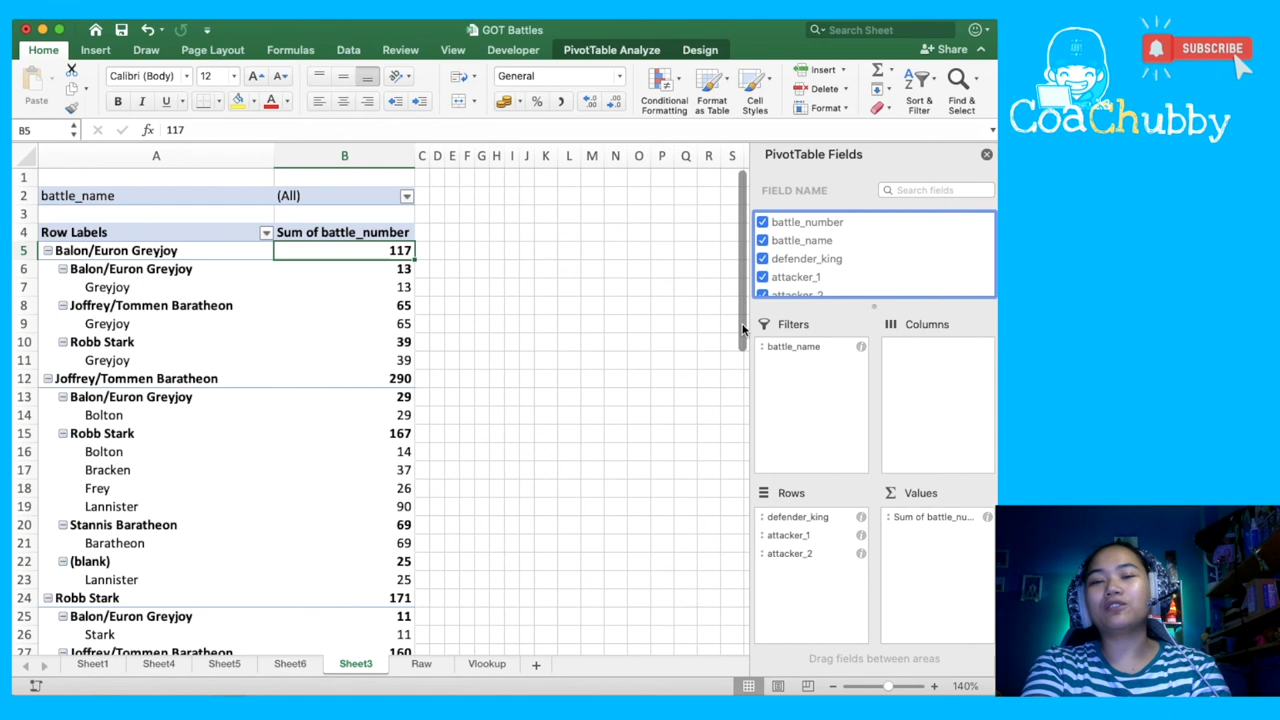 GOT Battles
Search Sheet
Home Insert Draw Page Layout Formulas Data Review View Developer PivotTable Analyze Design
Share
Paste
Calibri (Body) 12
B I U
General
Conditional Formatting
Format as Table
Cell Styles
Insert
Delete
Format
Sort & Filter
Find & Select
B5 fx 117
A B C D E F G H I J K L M N O P Q R S
1
2 battle_name (All)
3
4 Row Labels Sum of battle_number
5 Balon/Euron Greyjoy 117
6 Balon/Euron Greyjoy 13
7 Greyjoy 13
8 Joffrey/Tommen Baratheon 65
9 Greyjoy 65
10 Robb Stark 39
11 Greyjoy 39
12 Joffrey/Tommen Baratheon 290
13 Balon/Euron Greyjoy 29
14 Bolton 29
15 Robb Stark 167
16 Bolton 14
17 Bracken 37
18 Frey 26
19 Lannister 90
20 Stannis Baratheon 69
21 Baratheon 69
22 (blank) 25
23 Lannister 25
24 Robb Stark 171
25 Balon/Euron Greyjoy 11
26 Stark 11
27 Joffrey/Tommen Baratheon 160
Sheet1 Sheet4 Sheet5 Sheet6 Sheet3 Raw Vlookup +
140%
PivotTable Fields
FIELD NAME
Search fields
battle_number
battle_name
defender_king
attacker_1
attacker_2
Filters
battle_name
Columns
Rows
defender_king
attacker_1
attacker_2
Values
Sum of battle_nu...
Drag fields between areas
SUBSCRIBE
CoaChubby